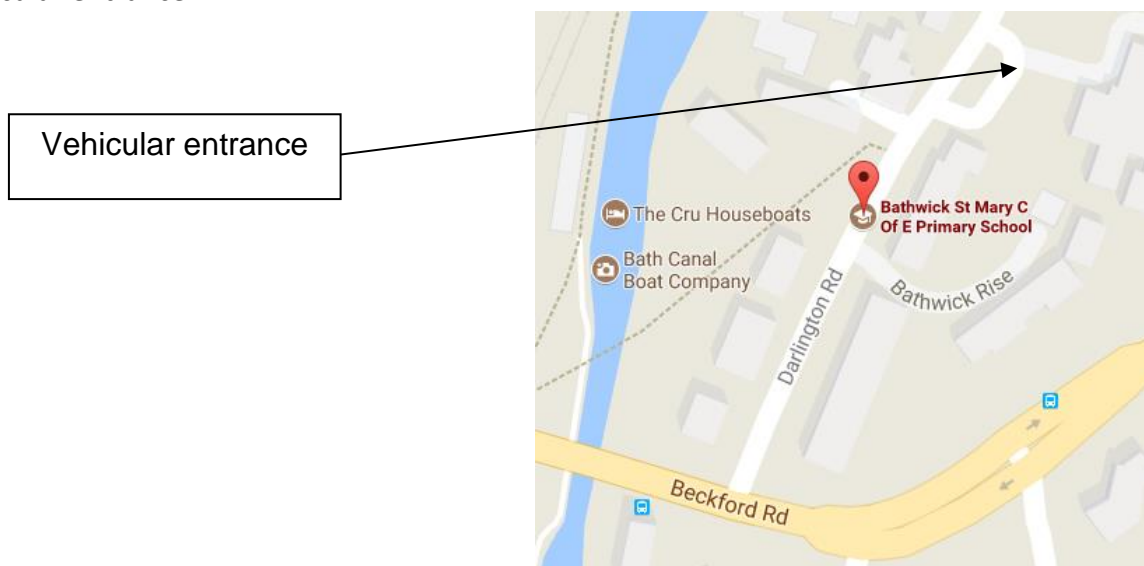 Vehicular entrance
The Cru Houseboats
Bath Canal
Boat Company
Bathwick St Mary C
Of E Primary School
Bathwick Rise
Darlington Rd
Beckford Rd